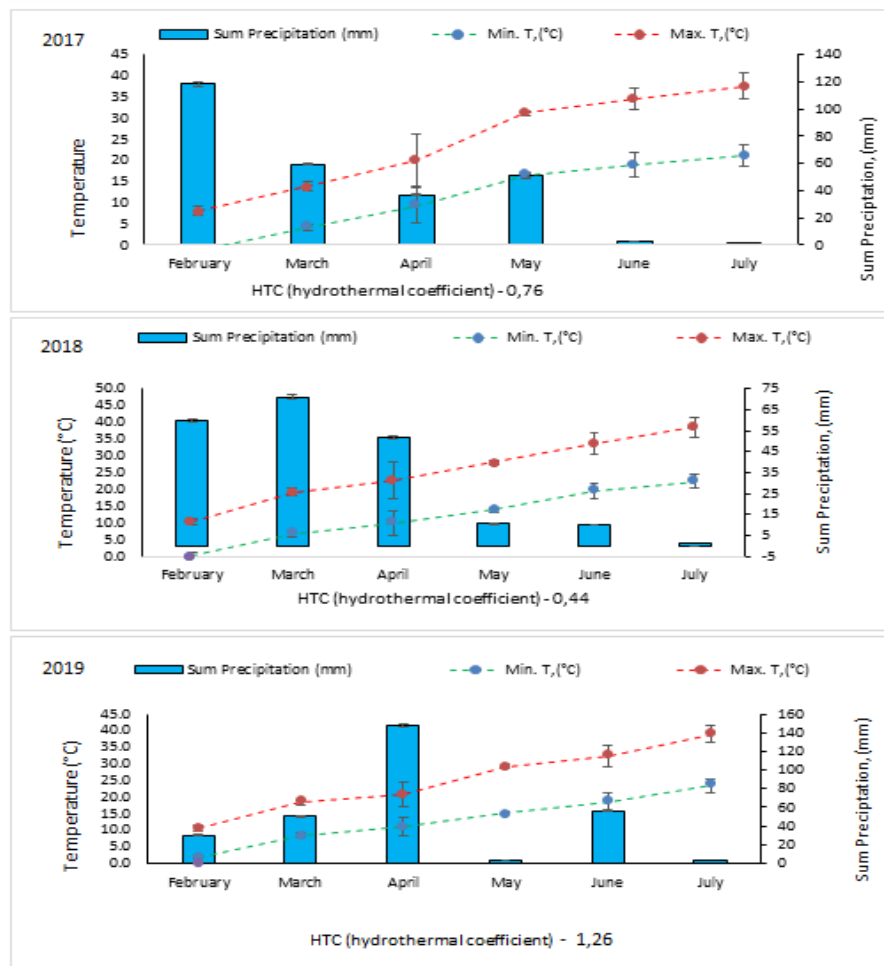 2017
Sum Precipitation (mm) Min. T,(°C) Max. T,(°C)
45 140
40 120
35 100
30 80
25 60
20 40
15 20
10 0
5
0
Temperature
Sum Precipitation, (mm)
February March April May June July
HTC (hydrothermal coefficient) - 0,76
2018
Sum Precipitation (mm) Min. T,(°C) Max. T,(°C)
50.0 75
45.0 65
40.0 55
35.0 45
30.0 35
25.0 25
20.0 15
15.0 5
10.0 -5
5.0
0.0
Temperature (°C)
Sum Precipitation, (mm)
February March April May June July
HTC (hydrothermal coefficient) - 0,44
2019
Sum Precipitation (mm) Min. T,(°C) Max. T,(°C)
45.0 160
40.0 140
35.0 120
30.0 100
25.0 80
20.0 60
15.0 40
10.0 20
5.0 0
0.0
Temperature (°C)
Sum Precipitation, (mm)
February March April May June July
HTC (hydrothermal coefficient) - 1,26